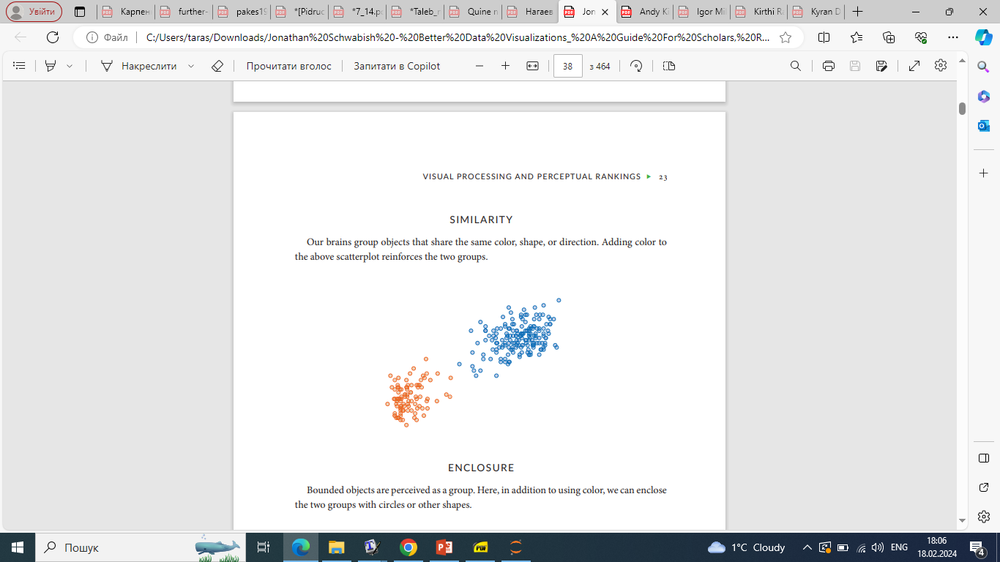 Увійти
Карпен
further-
pakes19
*[Pidruc
*7_14.po
*Taleb_r
Quine n
Нагаев
Jon
Andy Ki
Igor Mil
Kirthi Ra
Kyran D
Файл
C:/Users/taras/Downloads/Jonathan%20Schwabish%20-%20Better%20Data%20Visualizations_%20A%20Guide%20For%20Scholars,%20R...
Накреслити
Прочитати вголос
Запитати в Copilot
38
з 464
VISUAL PROCESSING AND PERCEPTUAL RANKINGS ▶ 23
SIMILARITY
Our brains group objects that share the same color, shape, or direction. Adding color to
the above scatterplot reinforces the two groups.
ENCLOSURE
Bounded objects are perceived as a group. Here, in addition to using color, we can enclose
the two groups with circles or other shapes.
Пошук
1°C Cloudy
ENG
18:06
18.02.2024
4